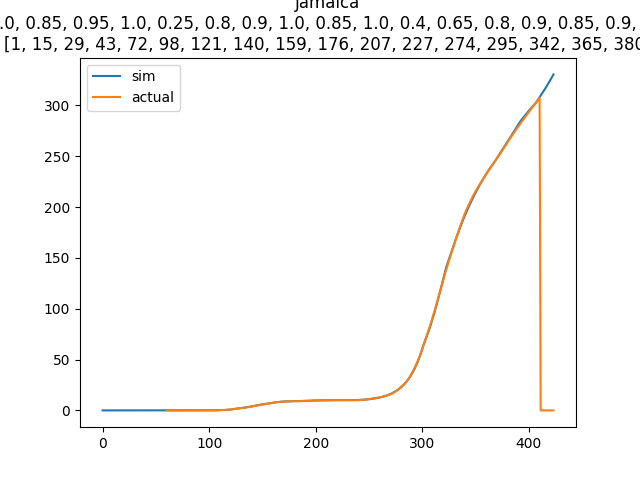 Jamaica
.0, 0.85, 0.95, 1.0, 0.25, 0.8, 0.9, 1.0, 0.85, 1.0, 0.4, 0.65, 0.8, 0.9, 0.85, 0.9,
[1, 15, 29, 43, 72, 98, 121, 140, 159, 176, 207, 227, 274, 295, 342, 365, 380
sim
actual
300
250
200
150
100
50
0
0 100 200 300 400